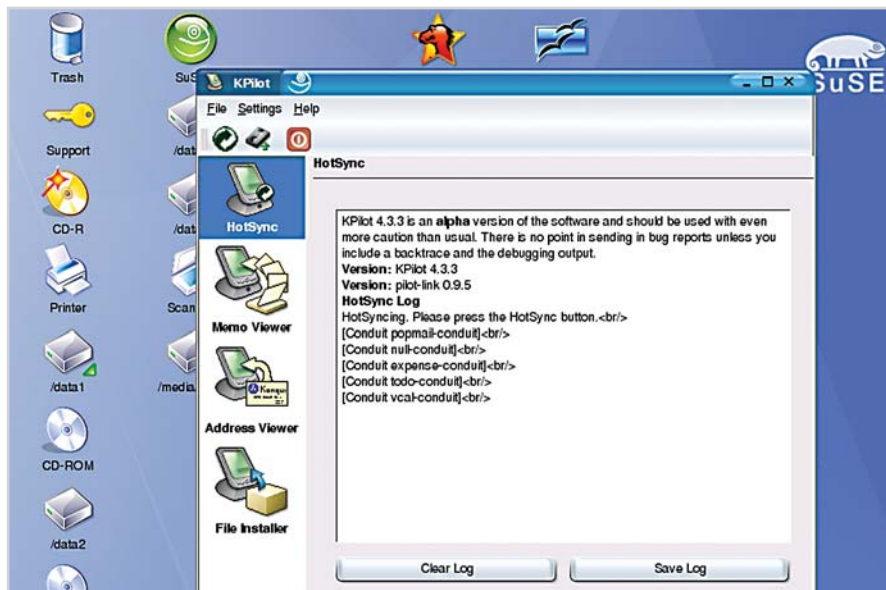 Trash
Support
CD-R
Printer
/data1
CD-ROM
/data2
SuS
/dat
/dat
Scan
/media
SuSE
KPilot
File Settings Help
HotSync
Memo Viewer
Address Viewer
File Installer
HotSync
KPilot 4.3.3 is an alpha version of the software and should be used with even
more caution than usual. There is no point in sending in bug reports unless you
include a backtrace and the debugging output.
Version: KPilot 4.3.3
Version: pilot-link 0.9.5
HotSync Log
HotSyncing. Please press the HotSync button.<br/>
[Conduit popmail-conduit]<br/>
[Conduit null-conduit]<br/>
[Conduit expense-conduit]<br/>
[Conduit todo-conduit]<br/>
[Conduit vcal-conduit]<br/>
Clear Log
Save Log